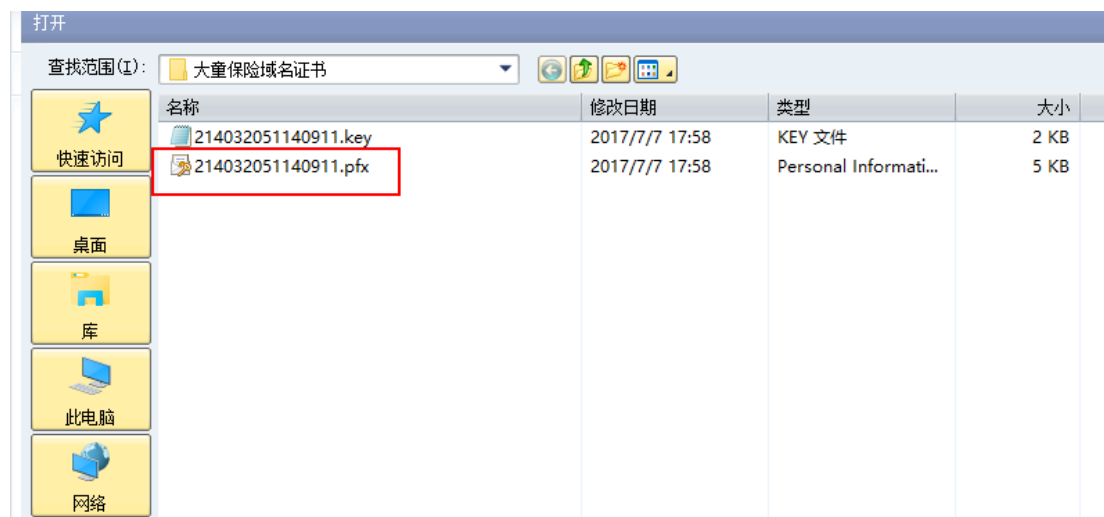 打开
查找范围(I): 大童保险域名证书
名称 修改日期 类型 大小
214032051140911.key 2017/7/7 17:58 KEY 文件 2 KB
214032051140911.pfx 2017/7/7 17:58 Personal Informati... 5 KB
快速访问
桌面
库
此电脑
网络